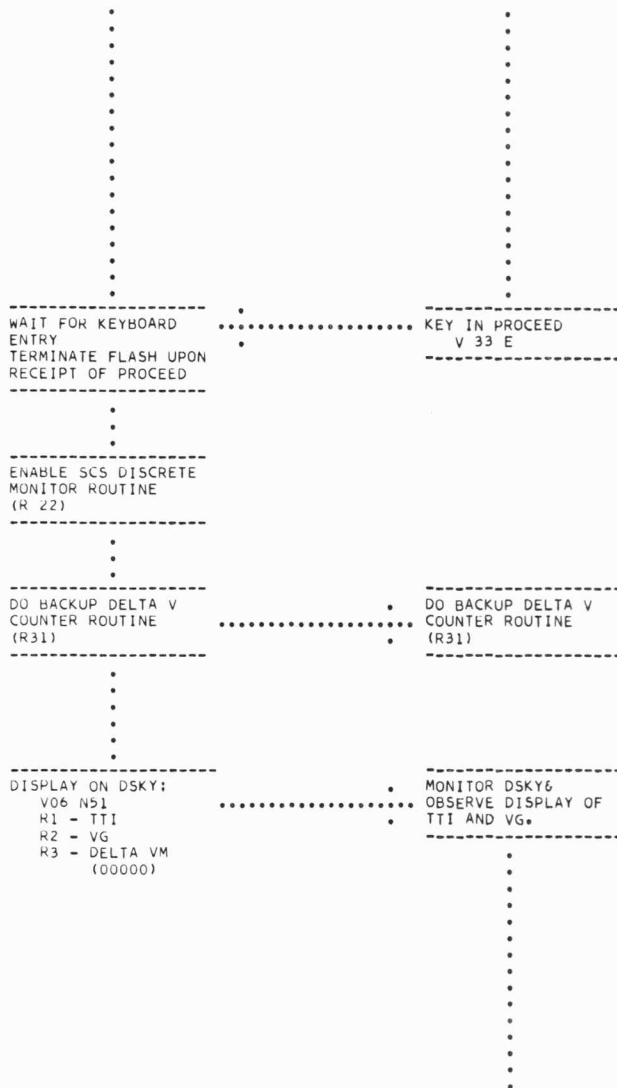 WAIT FOR KEYBOARD
ENTRY
TERMINATE FLASH UPON
RECEIPT OF PROCEED
KEY IN PROCEED
V 33 E
ENABLE SCS DISCRETE
MONITOR ROUTINE
(R 22)
DO BACKUP DELTA V
COUNTER ROUTINE
(R31)
DO BACKUP DELTA V
COUNTER ROUTINE
(R31)
DISPLAY ON DSKY:
V06 N51
R1 - TTI
R2 - VG
R3 - DELTA VM
(00000)
MONITOR DSKY&
OBSERVE DISPLAY OF
TTI AND VG.